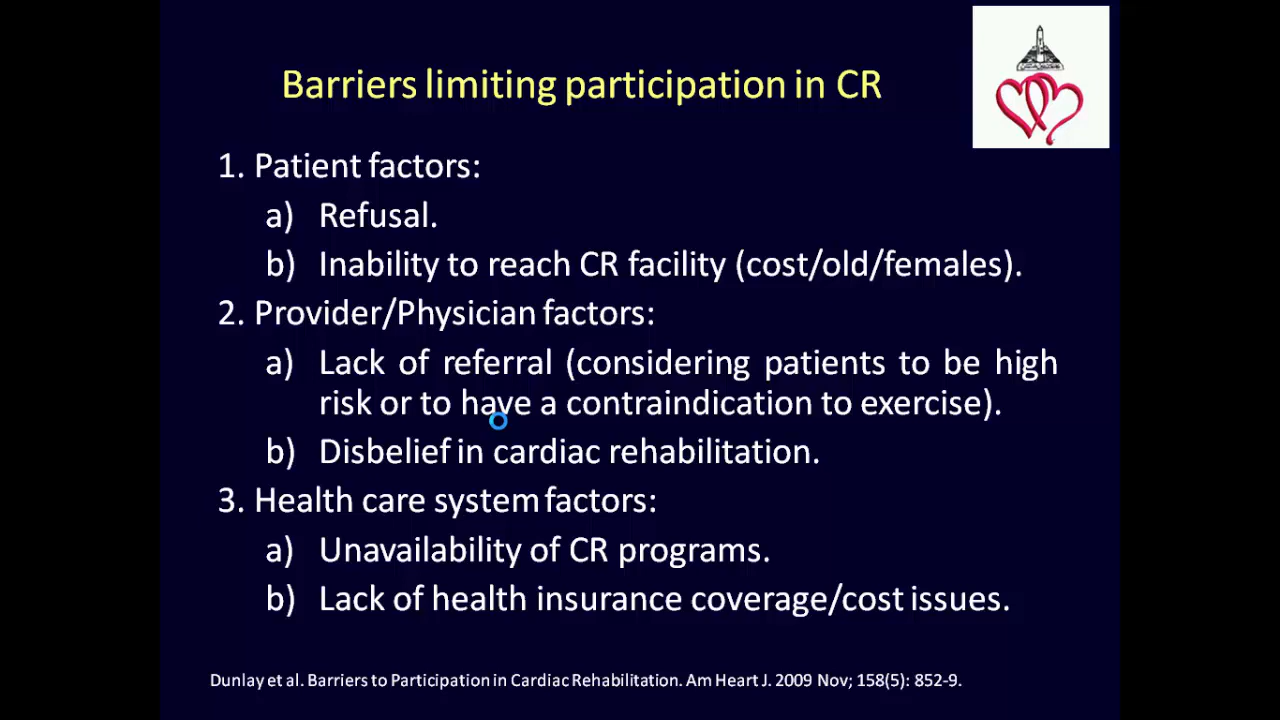 Barriers limiting participation in CR
1. Patient factors:
a) Refusal.
b) Inability to reach CR facility (cost/old/females).
2. Provider/Physician factors:
a) Lack of referral (considering patients to be high
risk or to have a contraindication to exercise).
b) Disbelief in cardiac rehabilitation.
3. Health care system factors:
a) Unavailability of CR programs.
b) Lack of health insurance coverage/cost issues.
Dunlay et al. Barriers to Participation in Cardiac Rehabilitation. Am Heart J. 2009 Nov; 158(5): 852-9.